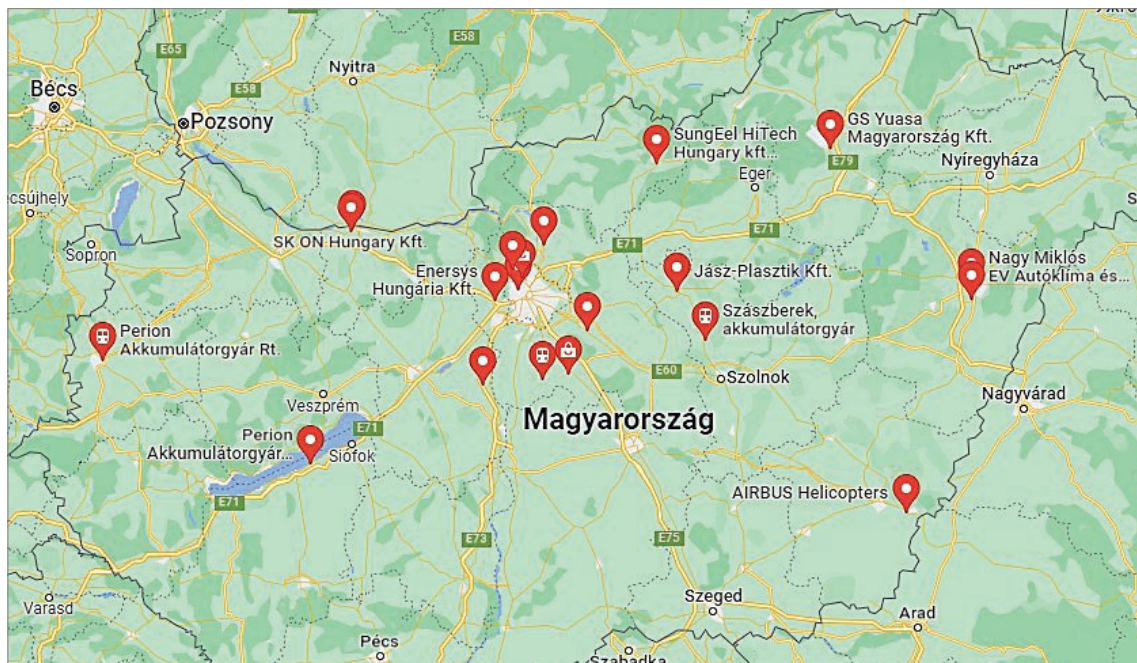 E65
E58
E58
Nyitra
Bécs
Pozsony
GS Yuasa
Magyarország Kft.
SungEel HiTech
Hungary kft...
E79
Nyíregyháza
Eger
ecsújhely
SK ON Hungary Kft.
Sopron
E71
E71
Enersys
Hungária Kft.
Jász-Plasztik Kft.
Nagy Miklós
EV Autóklíma és...
Szászberek,
akkumulátorgyár
Perion
Akkumulátorgyár Rt.
E60
Szolnok
Nagyvárad
Veszprém
Magyarország
Perion
Akkumulátorgyár...
E71
Siófok
E71
AIRBUS Helicopters
E73
E75
Szeged
Arad
Varasd
Pécs
Szabadka